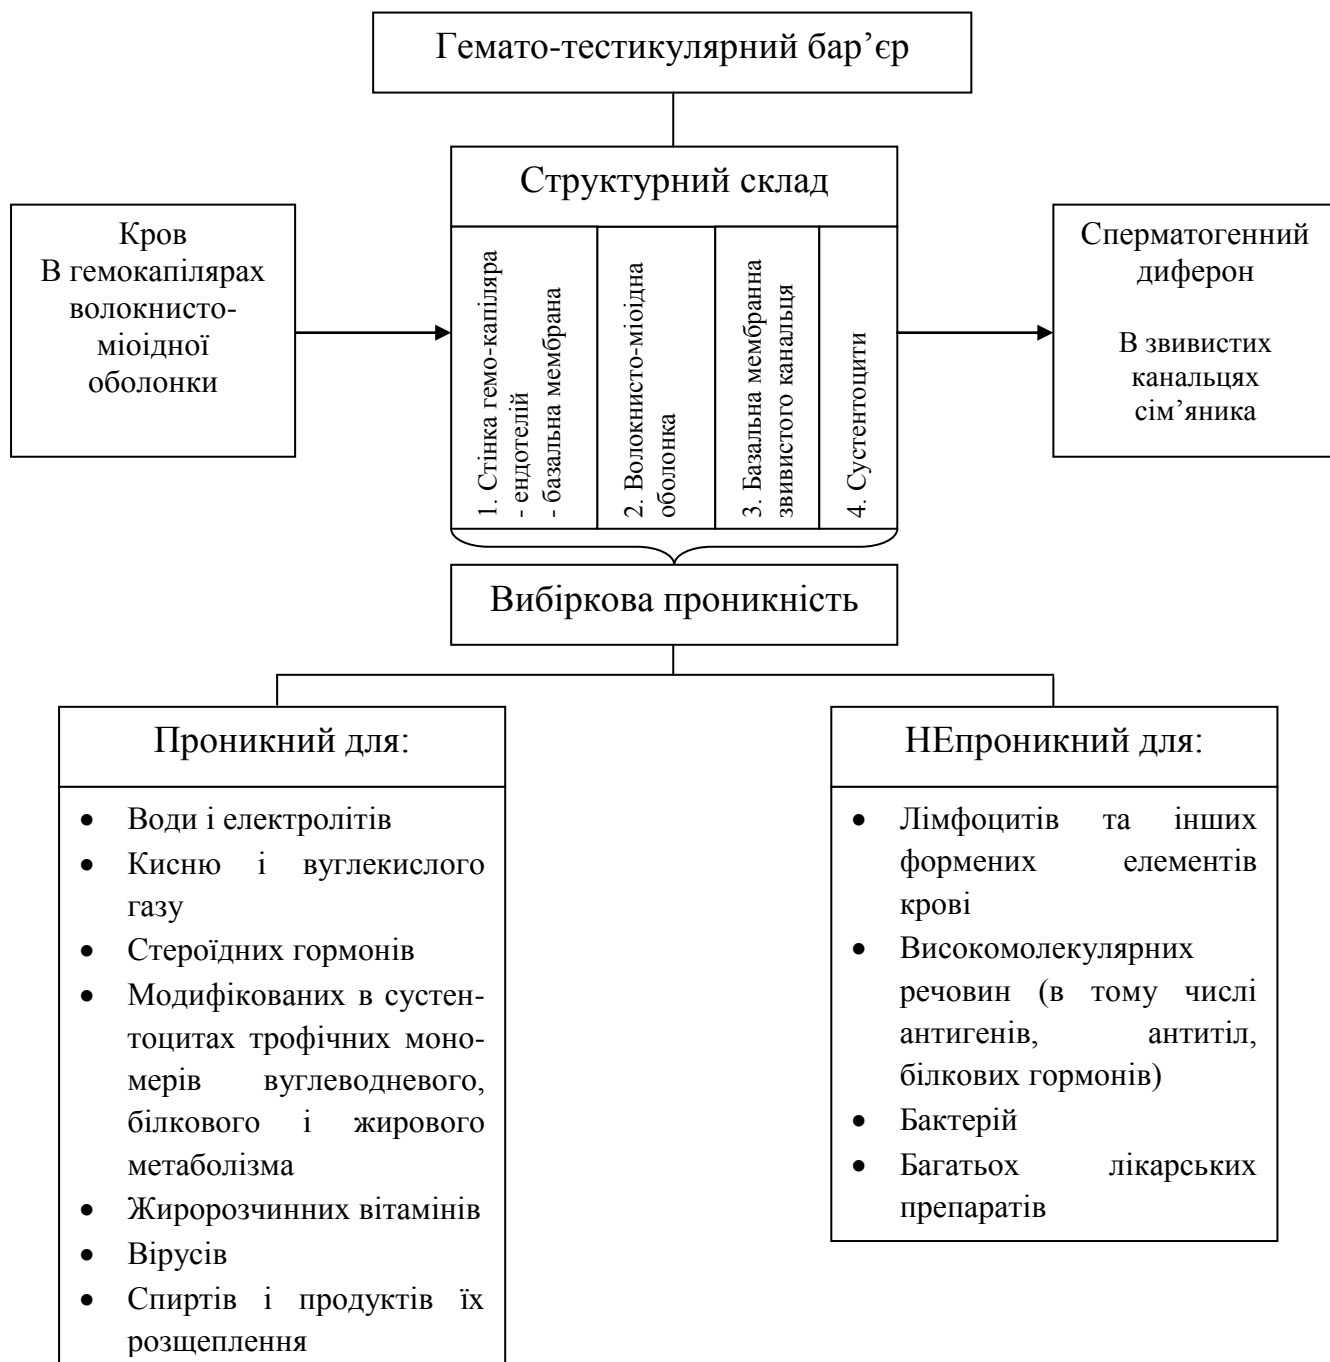 Гемато-тестикулярний бар’єр
Структурний склад
Кров
В гемокапілярах
волокнисто-
міоідної
оболонки
1. Стінка гемо-капіляра
- ендотелій
- базальна мембрана
2. Волокнисто-міоідна
оболонка
3. Базальна мембранна
звивистого канальця
4. Сустентоцити
Сперматогенний
диферон
В звивистих
канальцях
сім’яника
Вибіркова проникність
Проникний для:
• Води і електролітів
• Кисню і вуглекислого
газу
• Стероїдних гормонів
• Модифікованих в сустен-
тоцитах трофічних моно-
мерів вуглеводневого,
білкового і жирового
метаболізма
• Жиророзчинних вітамінів
• Вірусів
• Спиртів і продуктів їх
розщеплення
НЕпроникний для:
• Лімфоцитів та інших
формених елементів
крові
• Високомолекулярних
речовин (в тому числі
антигенів, антитіл,
білкових гормонів)
• Бактерій
• Багатьох лікарських
препаратів